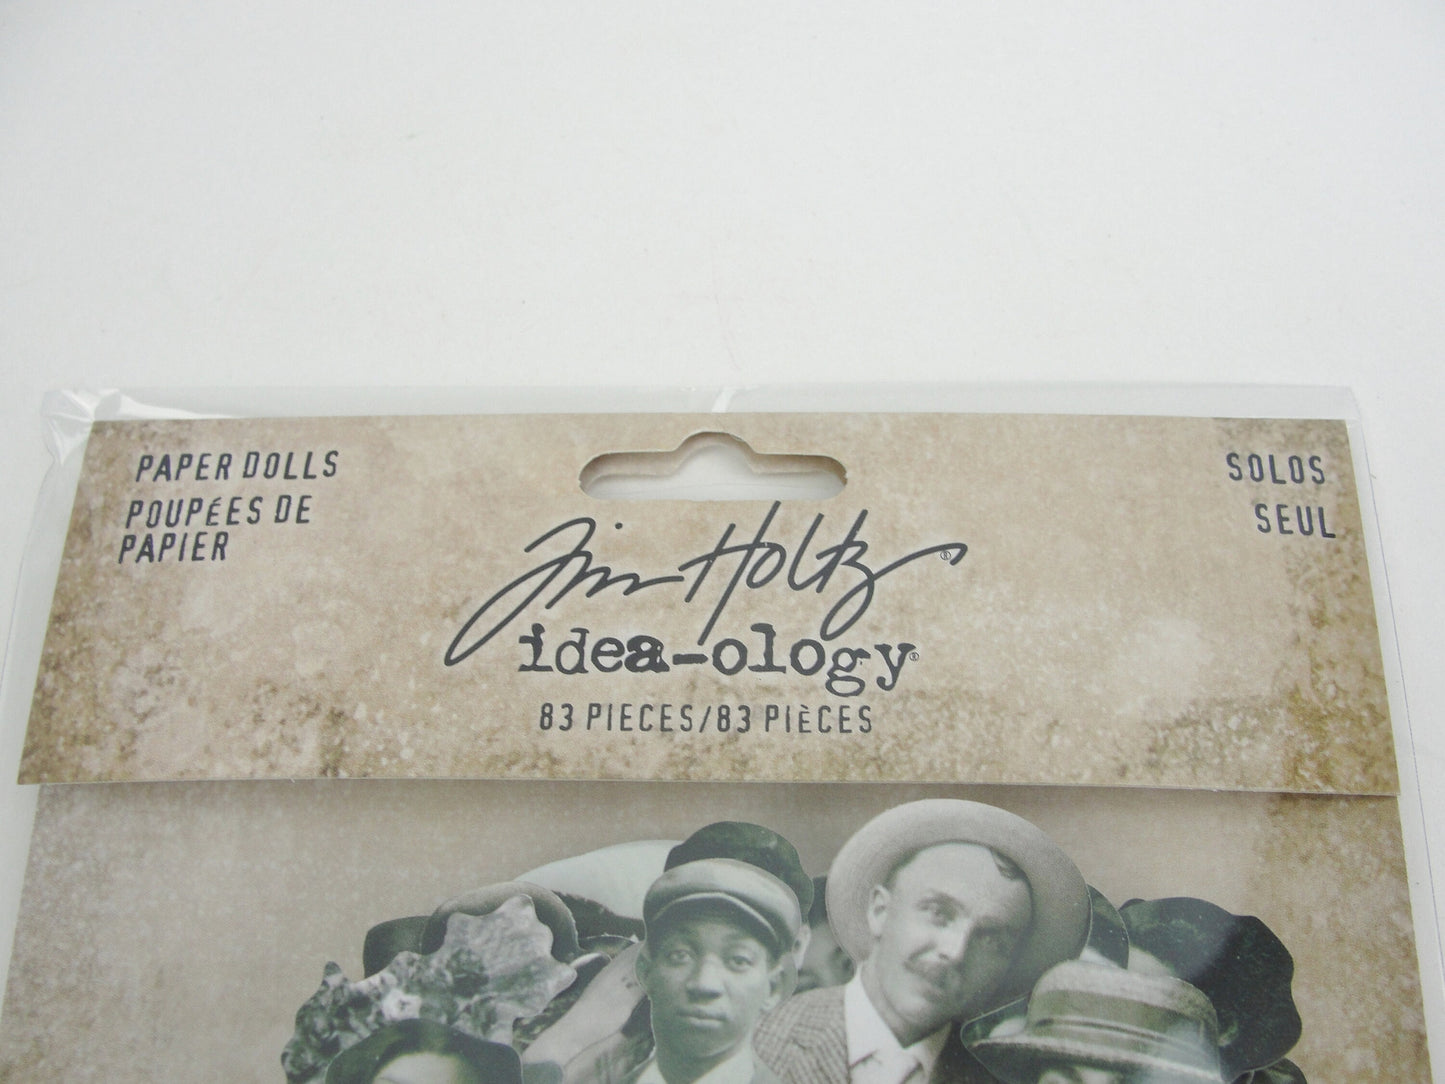 PAPER DOLLS
POUPÉES DE
PAPIER
SOLOS
SEUL
Tim Holtz®
idea-ology®
83 PIECES/83 PIÈCES